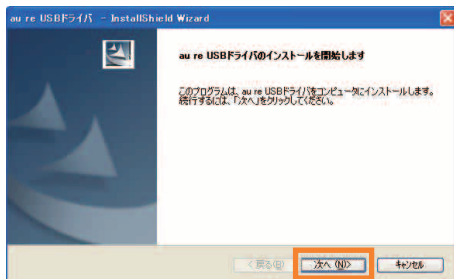 au re USBドライバ - InstallShield Wizard
au re USBドライバのインストールを開始します
このプログラムは、au re USBドライバをコンピュータにインストールします。
続行するには、「次へ」をクリックしてください。
< 戻る(B)
次へ (N)>
キャンセル